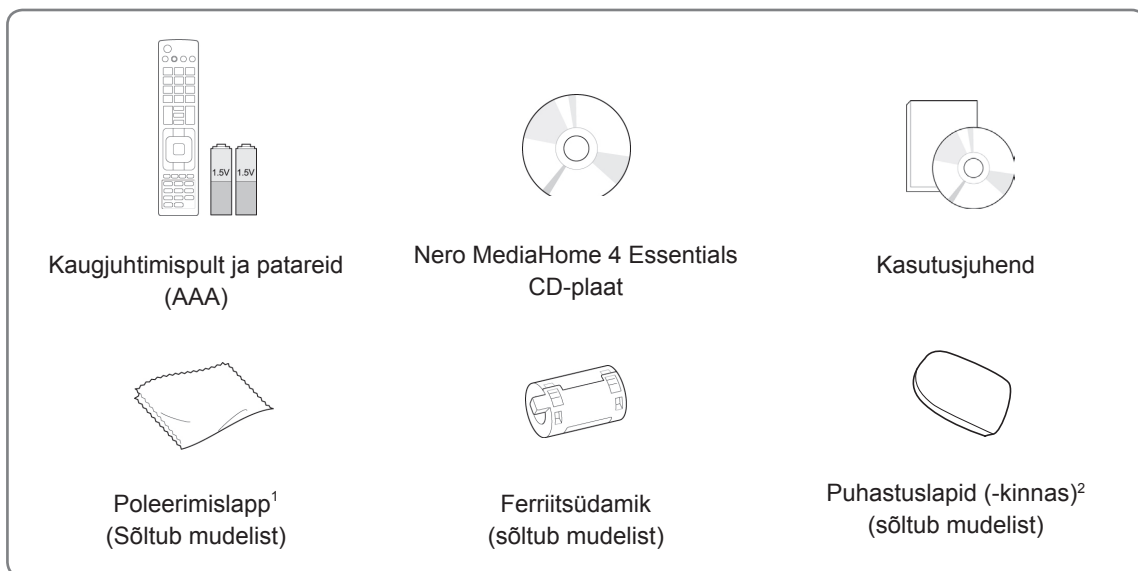 1.5V 1.5V
Kaugjuhtimispult ja patareid
(AAA)
Nero MediaHome 4 Essentials
CD-plaat
Kasutusjuhend
Poleerimislapp1
(Sõltub mudelist)
Ferriitsüdamik
(sõltub mudelist)
Puhastuslapid (-kinnas)2
(sõltub mudelist)